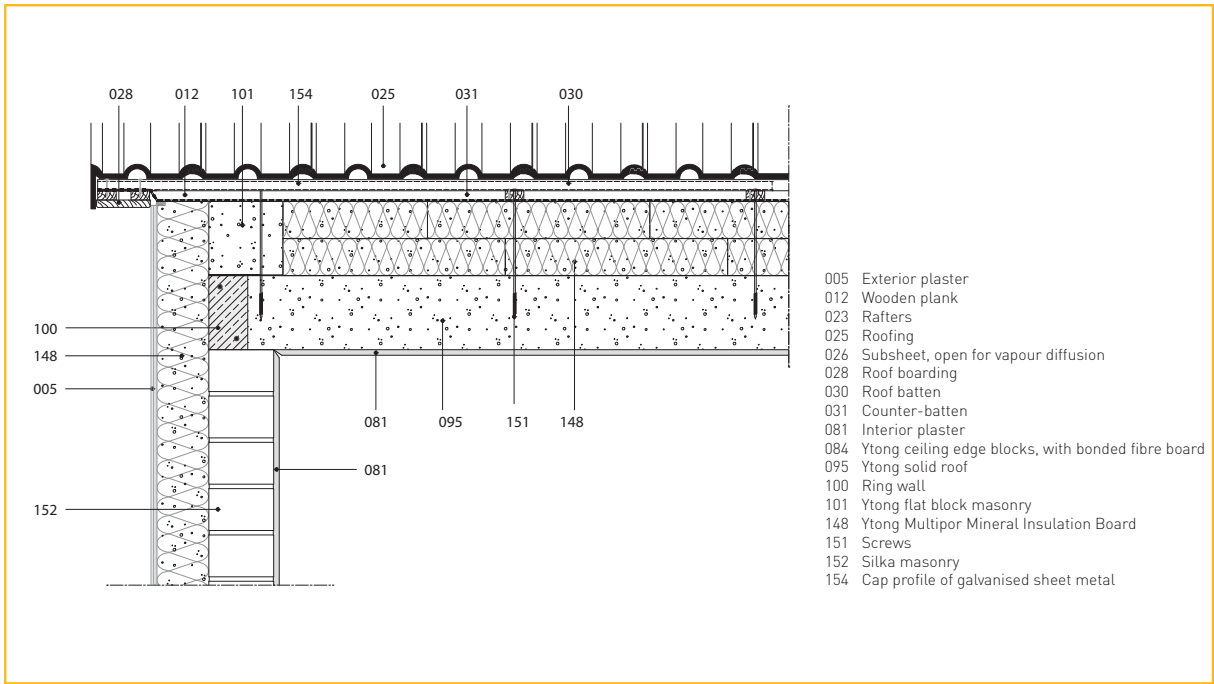 028 012 101 154 025 031 030
100
148
005
081 095 151 148
081
152
005 Exterior plaster
012 Wooden plank
023 Rafters
025 Roofing
026 Subsheet, open for vapour diffusion
028 Roof boarding
030 Roof batten
031 Counter-batten
081 Interior plaster
084 Ytong ceiling edge blocks, with bonded fibre board
095 Ytong solid roof
100 Ring wall
101 Ytong flat block masonry
148 Ytong Multipor Mineral Insulation Board
151 Screws
152 Silka masonry
154 Cap profile of galvanised sheet metal